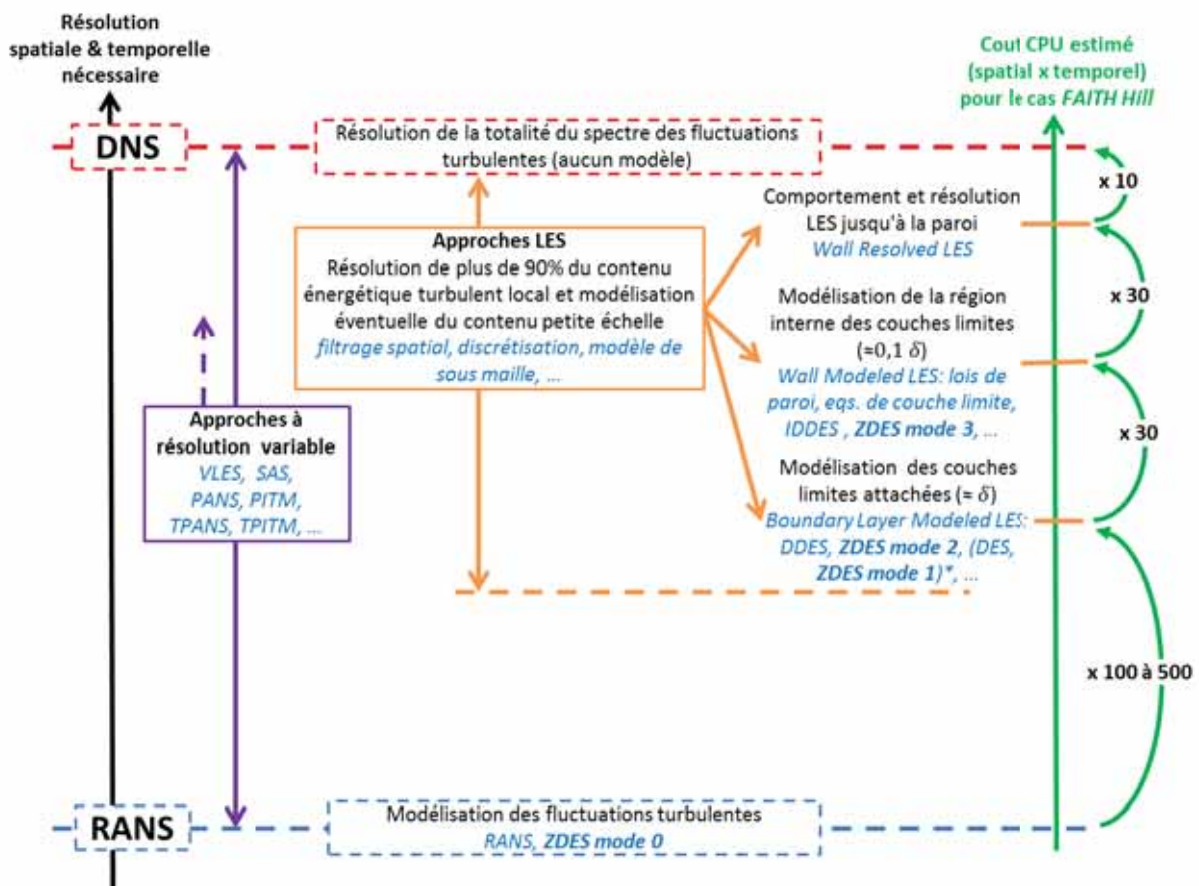 Résolution
spatiale & temporelle
nécessaire
Cout CPU estimé
(spatial x temporel)
pour le cas FAITH Hill
DNS
Résolution de la totalité du spectre des fluctuations
turbulentes (aucun modèle)
x 10
Approches LES
Résolution de plus de 90% du contenu
énergétique turbulent local et modélisation
éventuelle du contenu petite échelle
filtrage spatial, discrétisation, modèle de
sous maille, ...
Comportement et résolution
LES jusqu'à la paroi
Wall Resolved LES
x 30
Modélisation de la région
interne des couches limites
(≈0,1 δ)
Wall Modeled LES: lois de
paroi, eqs. de couche limite,
IDDES , ZDES mode 3, ...
x 30
Approches à
résolution variable
VLES, SAS,
PANS, PITM,
TPANS, TPITM, ...
Modélisation des couches
limites attachées (≈ δ)
Boundary Layer Modeled LES:
DDES, ZDES mode 2, (DES,
ZDES mode 1)*, ...
x 100 à 500
RANS
Modélisation des fluctuations turbulentes
RANS, ZDES mode 0